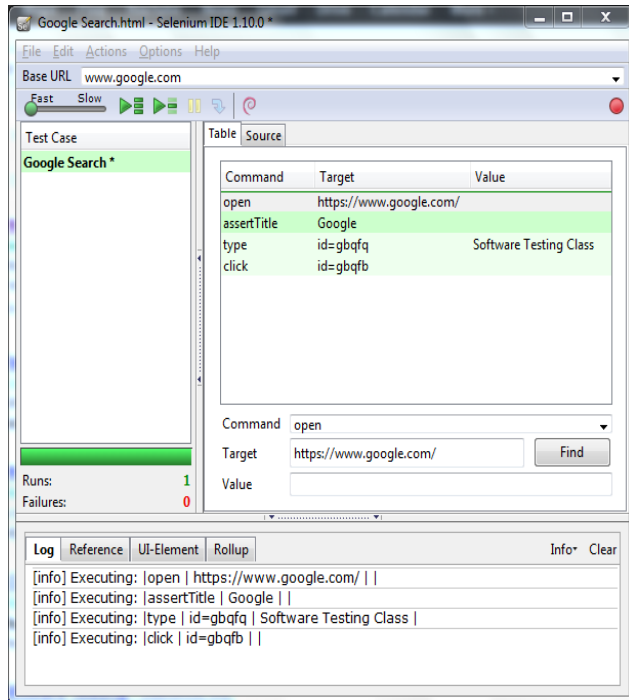 Google Search.html - Selenium IDE 1.10.0 *
File Edit Actions Options Help
Base URL www.google.com
Fast Slow
Test Case
Google Search *
Table Source
Command Target Value
open https://www.google.com/
assertTitle Google
type id=gbqfq Software Testing Class
click id=gbqfb
Command open
Target https://www.google.com/ Find
Value
Runs: 1
Failures: 0
Log Reference UI-Element Rollup Info Clear
[info] Executing: |open | https://www.google.com/ | |
[info] Executing: |assertTitle | Google | |
[info] Executing: |type | id=gbqfq | Software Testing Class |
[info] Executing: |click | id=gbqfb | |